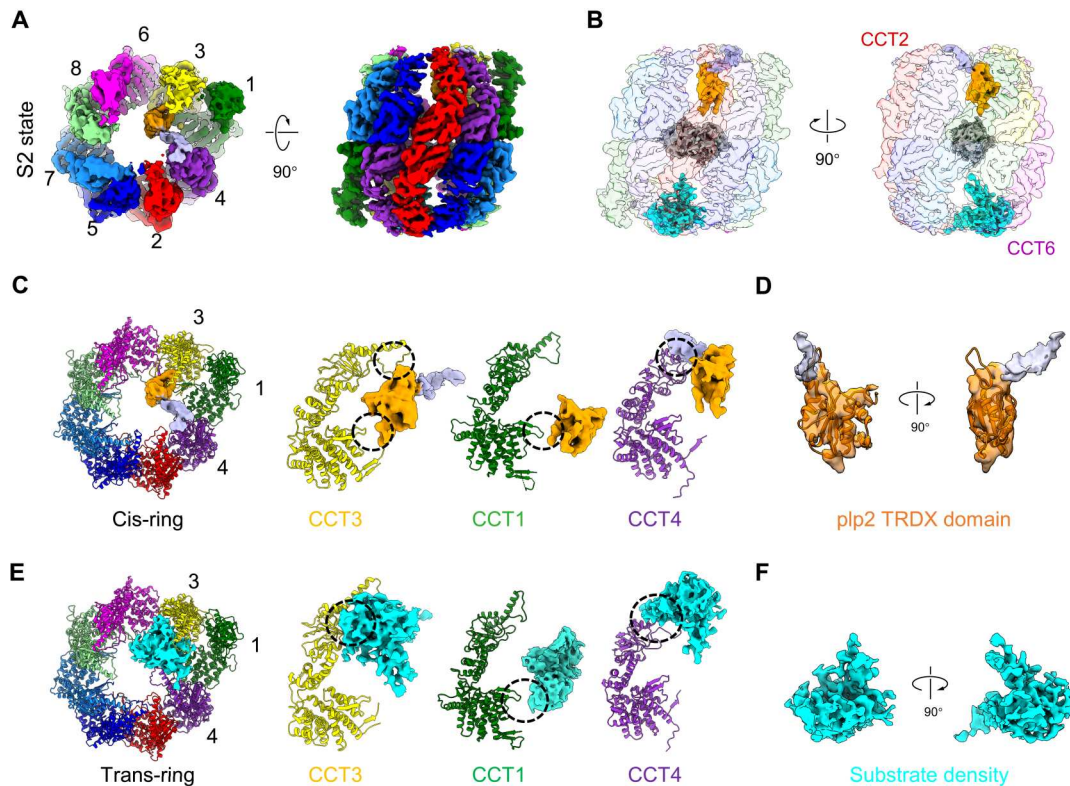 A
S2 state
6
3
8
1
7
4
5
2
90°
B
CCT2
90°
CCT6
C
3
1
4
Cis-ring
CCT3
CCT1
CCT4
D
90°
plp2 TRDX domain
E
3
1
4
Trans-ring
CCT3
CCT1
CCT4
F
90°
Substrate density